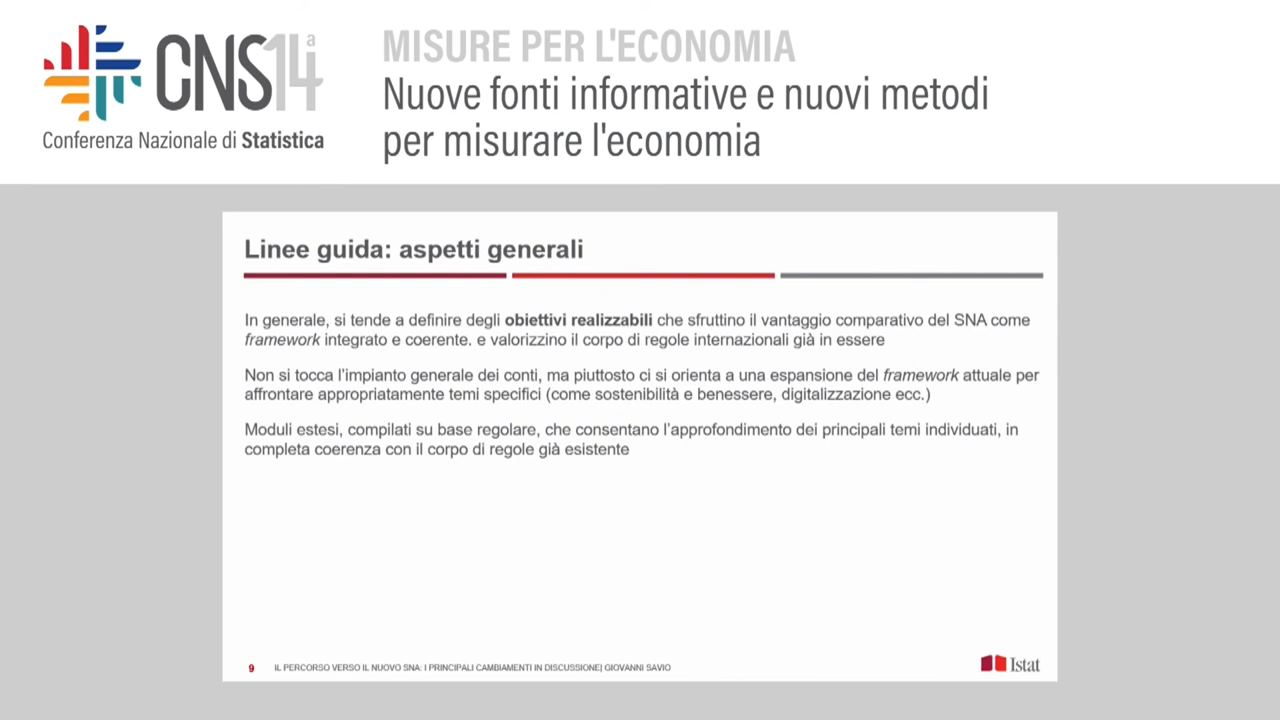 CNS14a
Conferenza Nazionale di Statistica
MISURE PER L'ECONOMIA
Nuove fonti informative e nuovi metodi
per misurare l'economia
Linee guida: aspetti generali
In generale, si tende a definire degli obiettivi realizzabili che sfruttino il vantaggio comparativo del SNA come
framework integrato e coerente. e valorizzino il corpo di regole internazionali già in essere
Non si tocca l'impianto generale dei conti, ma piuttosto ci si orienta a una espansione del framework attuale per
affrontare appropriatamente temi specifici (come sostenibilità e benessere, digitalizzazione ecc.)
Moduli estesi, compilati su base regolare, che consentano l'approfondimento dei principali temi individuati, in
completa coerenza con il corpo di regole già esistente
9 IL PERCORSO VERSO IL NUOVO SNA: I PRINCIPALI CAMBIAMENTI IN DISCUSSIONE| GIOVANNI SAVIO
Istat